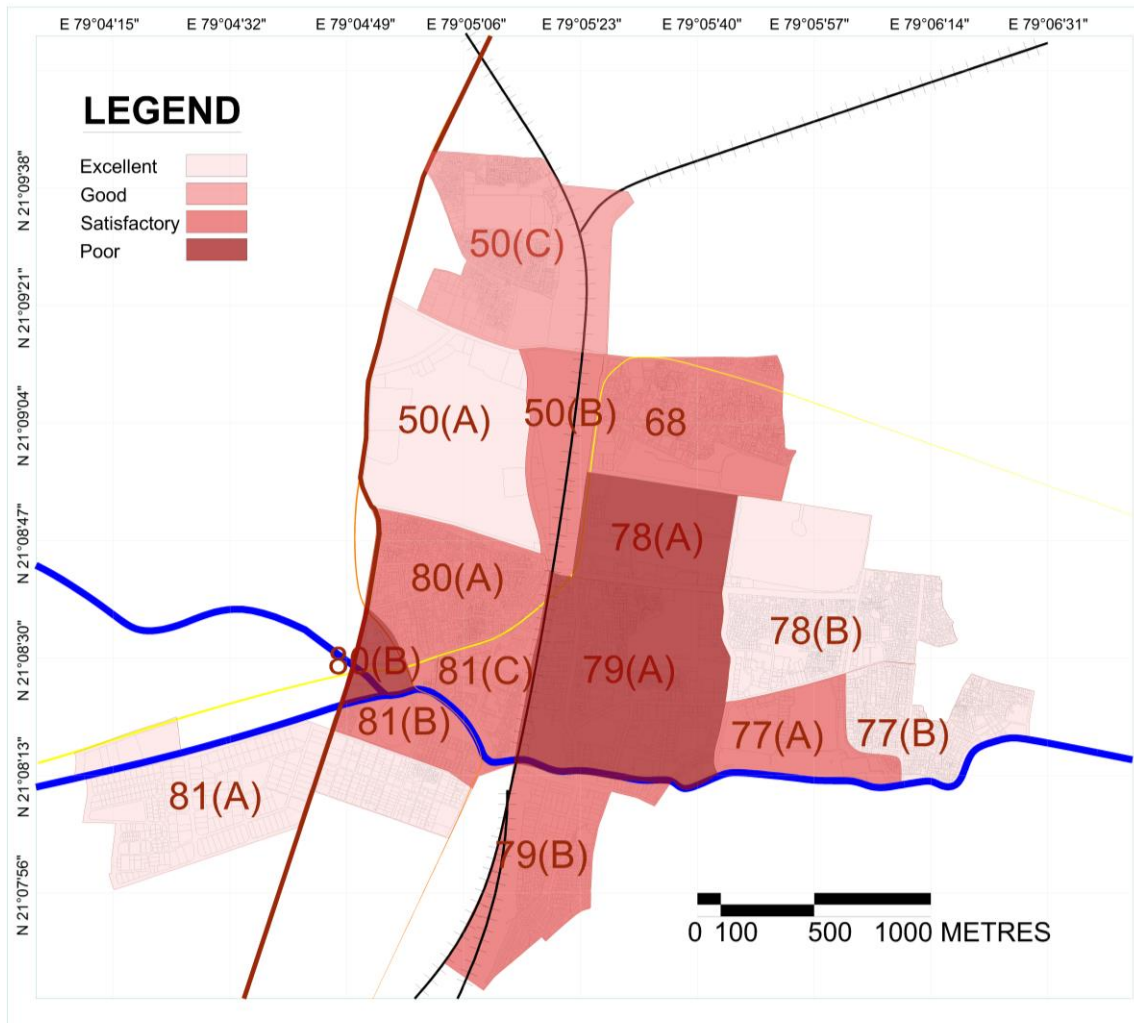 E 79°04'15" E 79°04'32" E 79°04'49" E 79°05'06" E 79°05'23" E 79°05'40" E 79°05'57" E 79°06'14" E 79°06'31"
LEGEND
Excellent
Good
Satisfactory
Poor
N 21°09'38"
N 21°09'21"
N 21°09'04"
N 21°08'47"
N 21°08'30"
N 21°08'13"
N 21°07'56"
50(C)
50(A)
50(B)
68
78(A)
80(A)
78(B)
80(B)
81(C)
79(A)
81(B)
77(A)
77(B)
81(A)
79(B)
0 100 500 1000 METRES